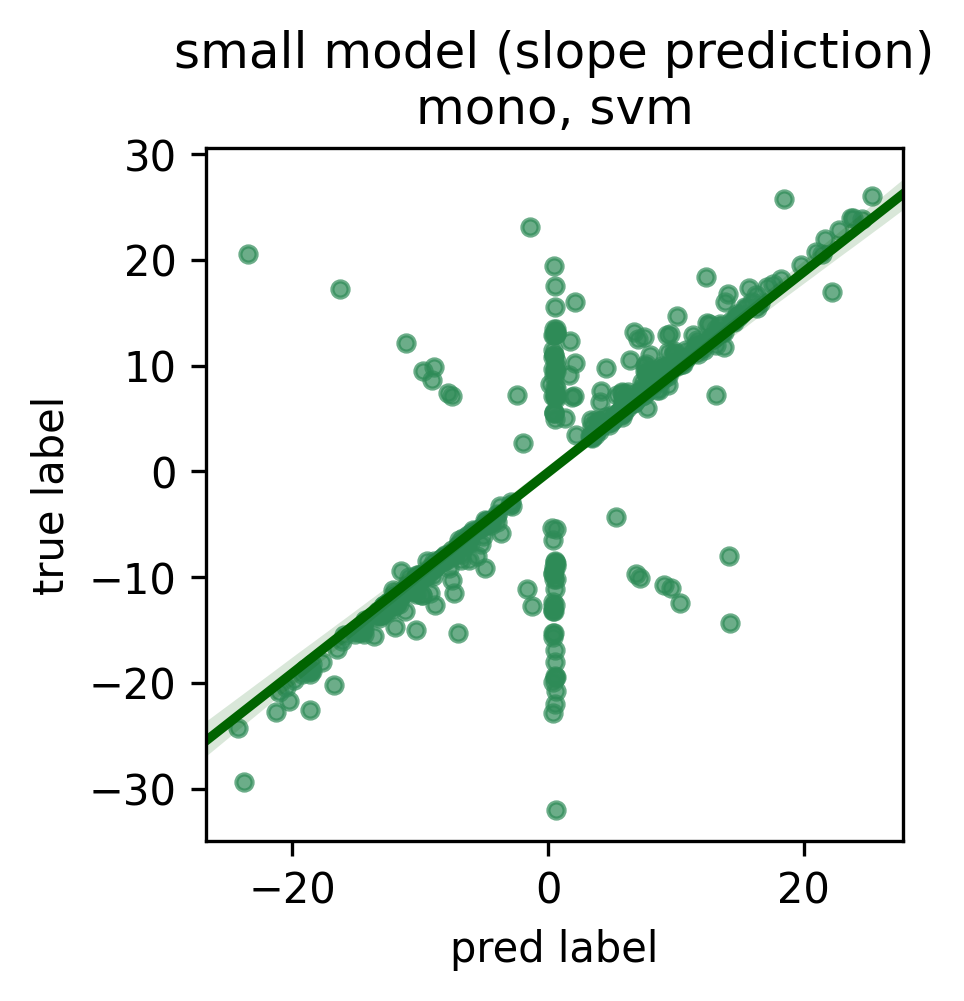 small model (slope prediction)
mono, svm
30
20
10
0
−10
−20
−30
true label
−20 0 20
pred label